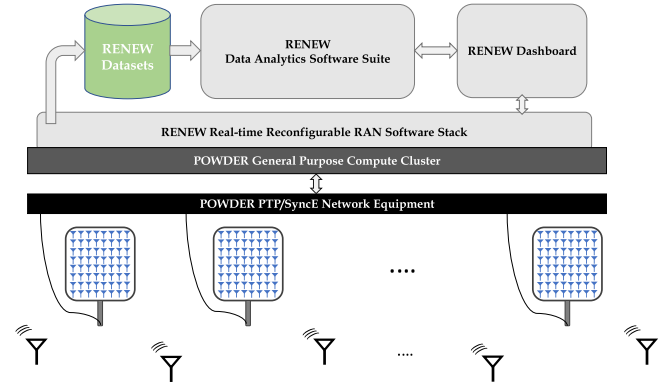 RENEW
Datasets
RENEW
Data Analytics Software Suite
RENEW Dashboard
RENEW Real-time Reconfigurable RAN Software Stack
POWDER General Purpose Compute Cluster
POWDER PTP/SyncE Network Equipment
....
....